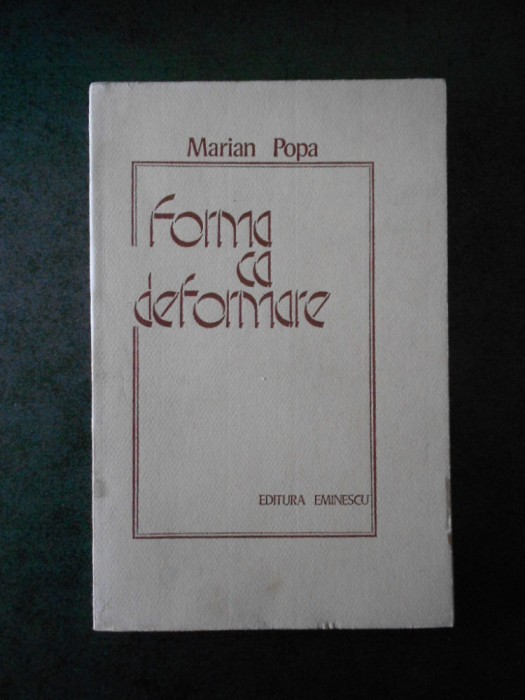 Marian Popa
forma
ca
deformare
EDITURA EMINESCU